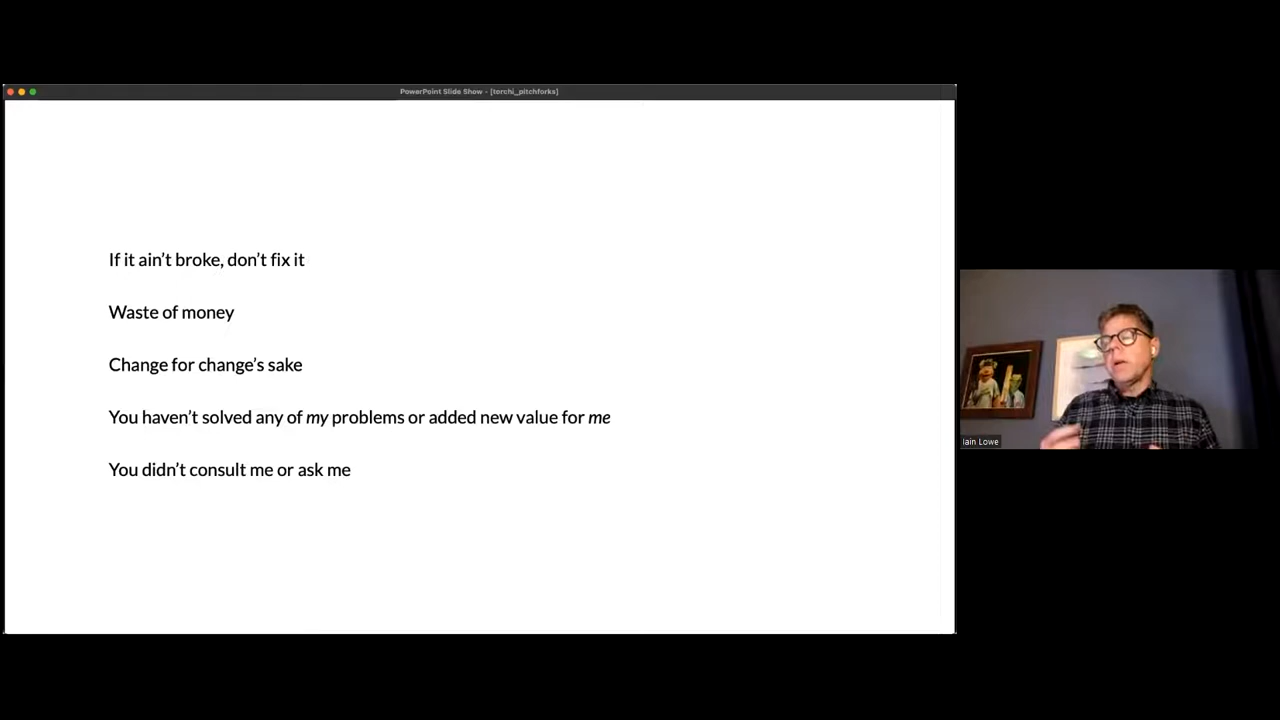 PowerPoint Slide Show - [torchi_pitchforks]
If it ain’t broke, don’t fix it
Waste of money
Change for change’s sake
You haven’t solved any of my problems or added new value for me
You didn’t consult me or ask me
Iain Lowe